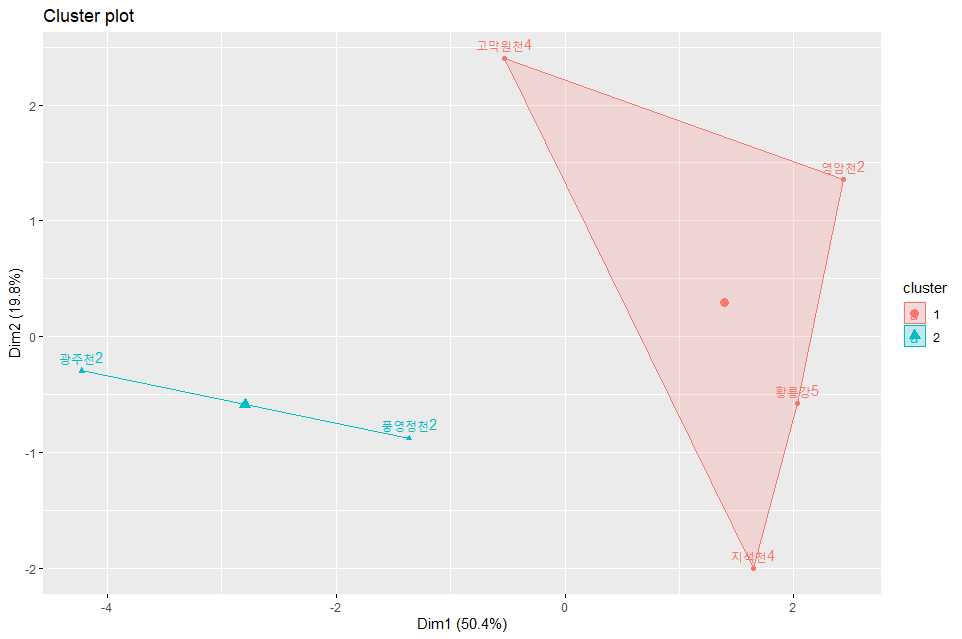 Cluster plot
고막원천4
영암천2
광주천2
풍영정천2
황룡강5
지석천4
2
1
0
-1
-2
Dim2 (19.8%)
-4
-2
0
2
Dim1 (50.4%)
cluster
1
2